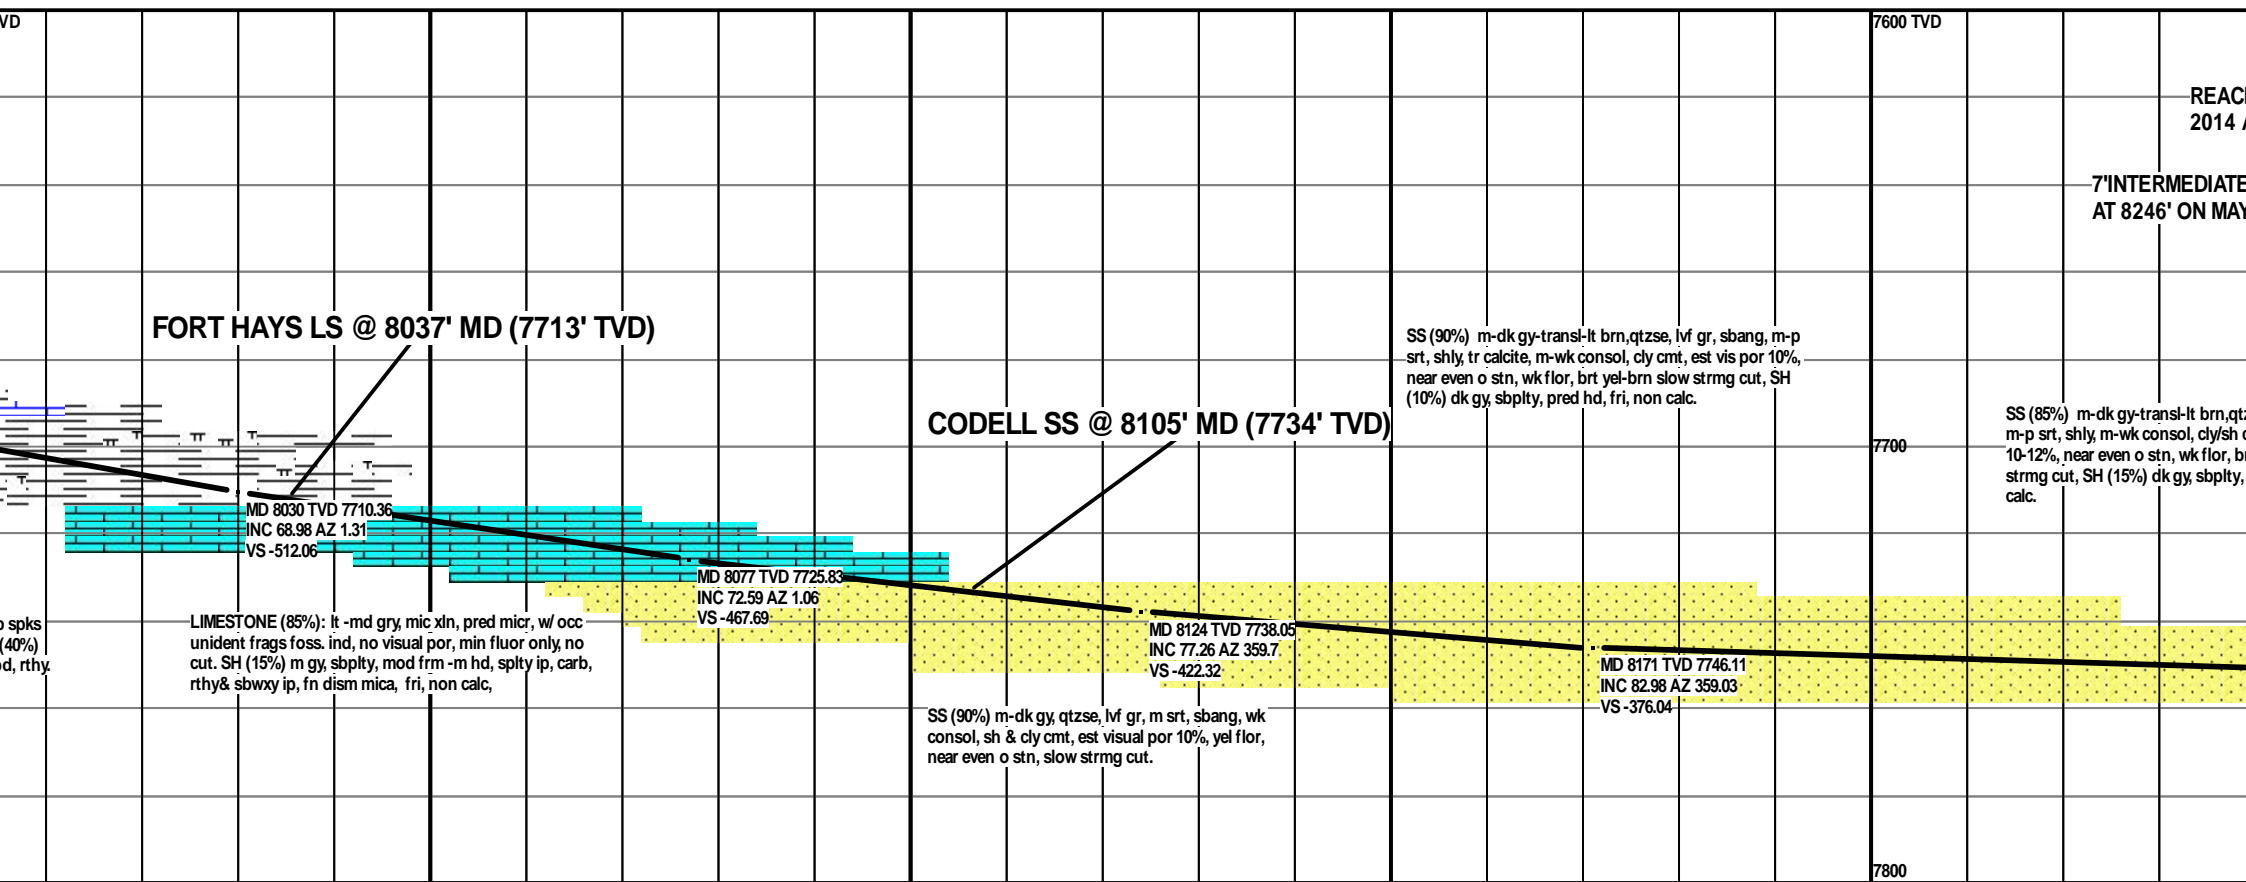 VD
7600 TVD
REACH
2014 A
7'INTERMEDIATE
AT 8246' ON MAY
FORT HAYS LS @ 8037' MD (7713' TVD)
CODELL SS @ 8105' MD (7734' TVD)
SS (90%) m-dk gy-transl-lt brn,qtzse, lvf gr, sbang, m-p
srt, shly, tr calcite, m-wk consol, cly cmt, est vis por 10%,
near even o stn, wk flor, brt yel-brn slow strmg cut, SH
(10%) dk gy, sbplty, pred hd, fri, non calc.
SS (85%) m-dk gy-transl-lt brn,qtz
m-p srt, shly, m-wk consol, cly/sh
10-12%, near even o stn, wk flor,
strmg cut, SH (15%) dk gy, sbplty,
calc.
7700
MD 8030 TVD 7710.36
INC 68.98 AZ 1.31
VS -512.06
MD 8077 TVD 7725.83
INC 72.59 AZ 1.06
VS -467.69
MD 8124 TVD 7738.05
INC 77.26 AZ 359.7
VS -422.32
MD 8171 TVD 7746.11
INC 82.98 AZ 359.03
VS -376.04
spks
(40%)
rthy.
LIMESTONE (85%): lt -md gry, mic xln, pred micr, w/ occ
unident frags foss. ind, no visual por, min fluor only, no
cut. SH (15%) m gy, sbplty, mod frm -m hd, splty ip, carb,
rthy& sbwxy ip, fn dism mica, fri, non calc,
SS (90%) m-dk gy, qtzse, lvf gr, m srt, sbang, wk
consol, sh & cly cmt, est visual por 10%, yel flor,
near even o stn, slow strmg cut.
7800